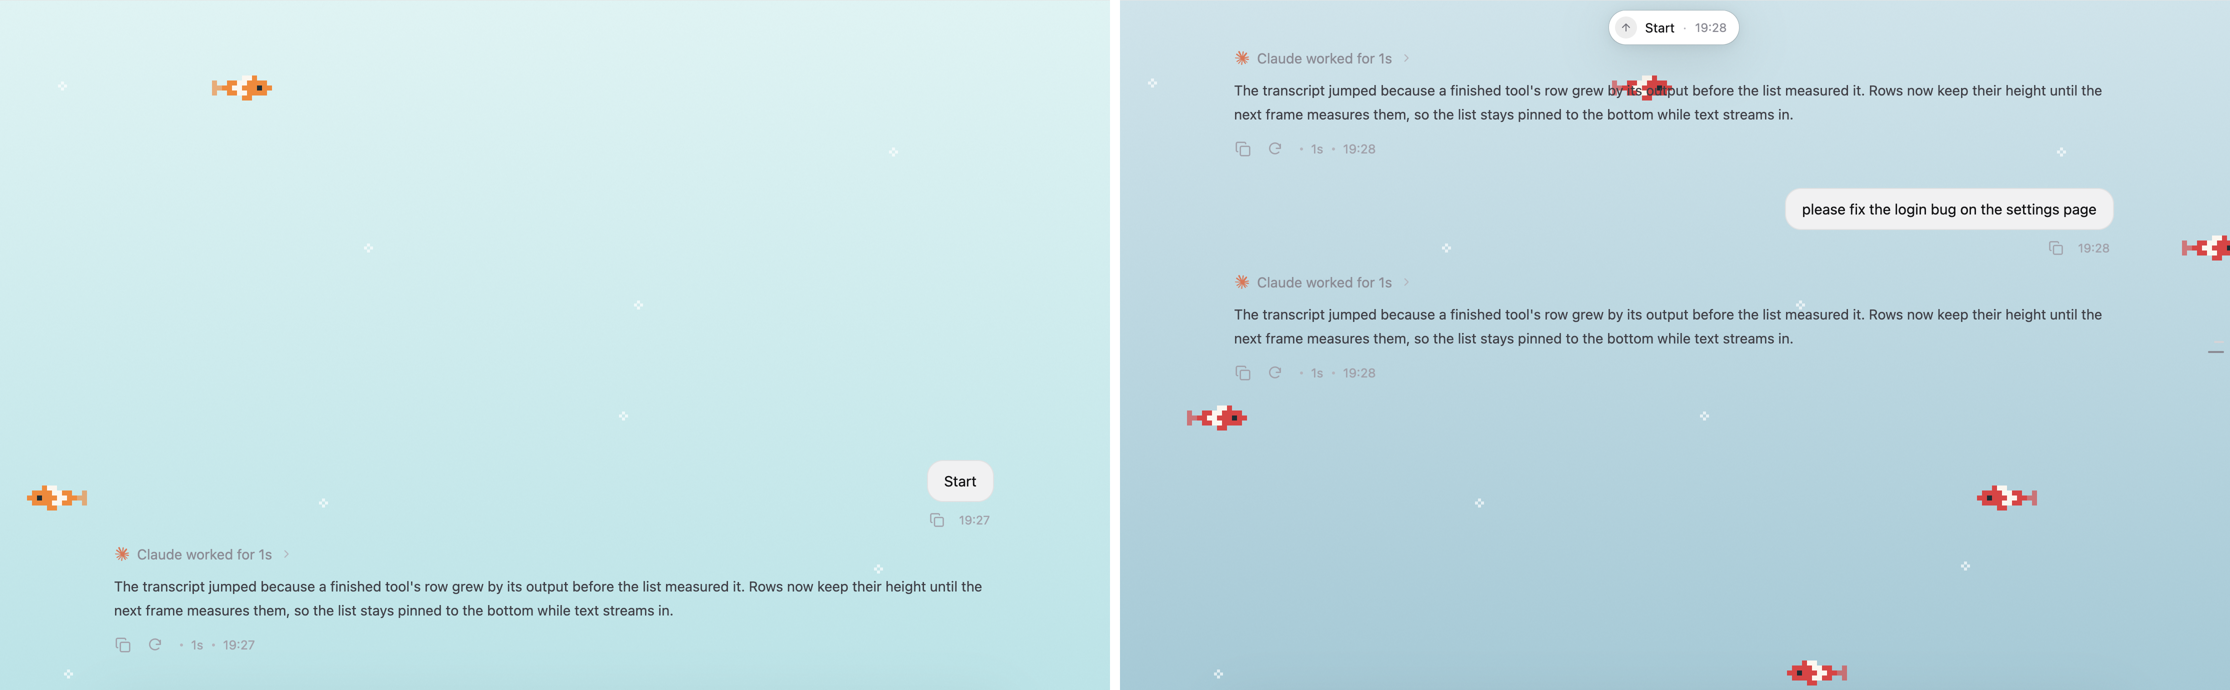 Start
19:27
Claude worked for 1s
The transcript jumped because a finished tool's row grew by its output before the list measured it. Rows now keep their height until the
next frame measures them, so the list stays pinned to the bottom while text streams in.
• 1s • 19:27
Start · 19:28
Claude worked for 1s
The transcript jumped because a finished tool's row grew by its output before the list measured it. Rows now keep their height until the
next frame measures them, so the list stays pinned to the bottom while text streams in.
• 1s • 19:28
please fix the login bug on the settings page
19:28
Claude worked for 1s
The transcript jumped because a finished tool's row grew by its output before the list measured it. Rows now keep their height until the
next frame measures them, so the list stays pinned to the bottom while text streams in.
• 1s • 19:28